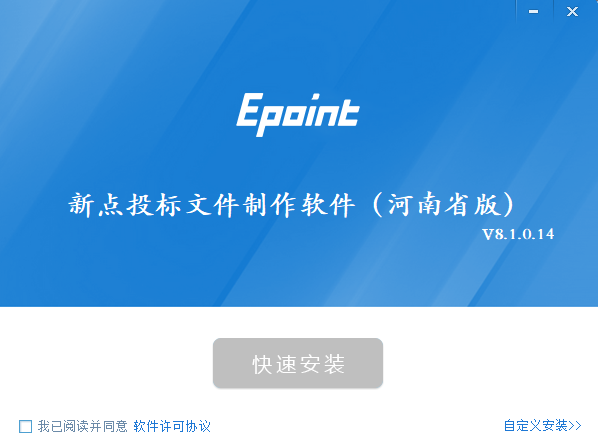 Epoint
新点投标文件制作软件（河南省版）
V8.1.0.14
快速安装
我已阅读并同意 软件许可协议
自定义安装>>